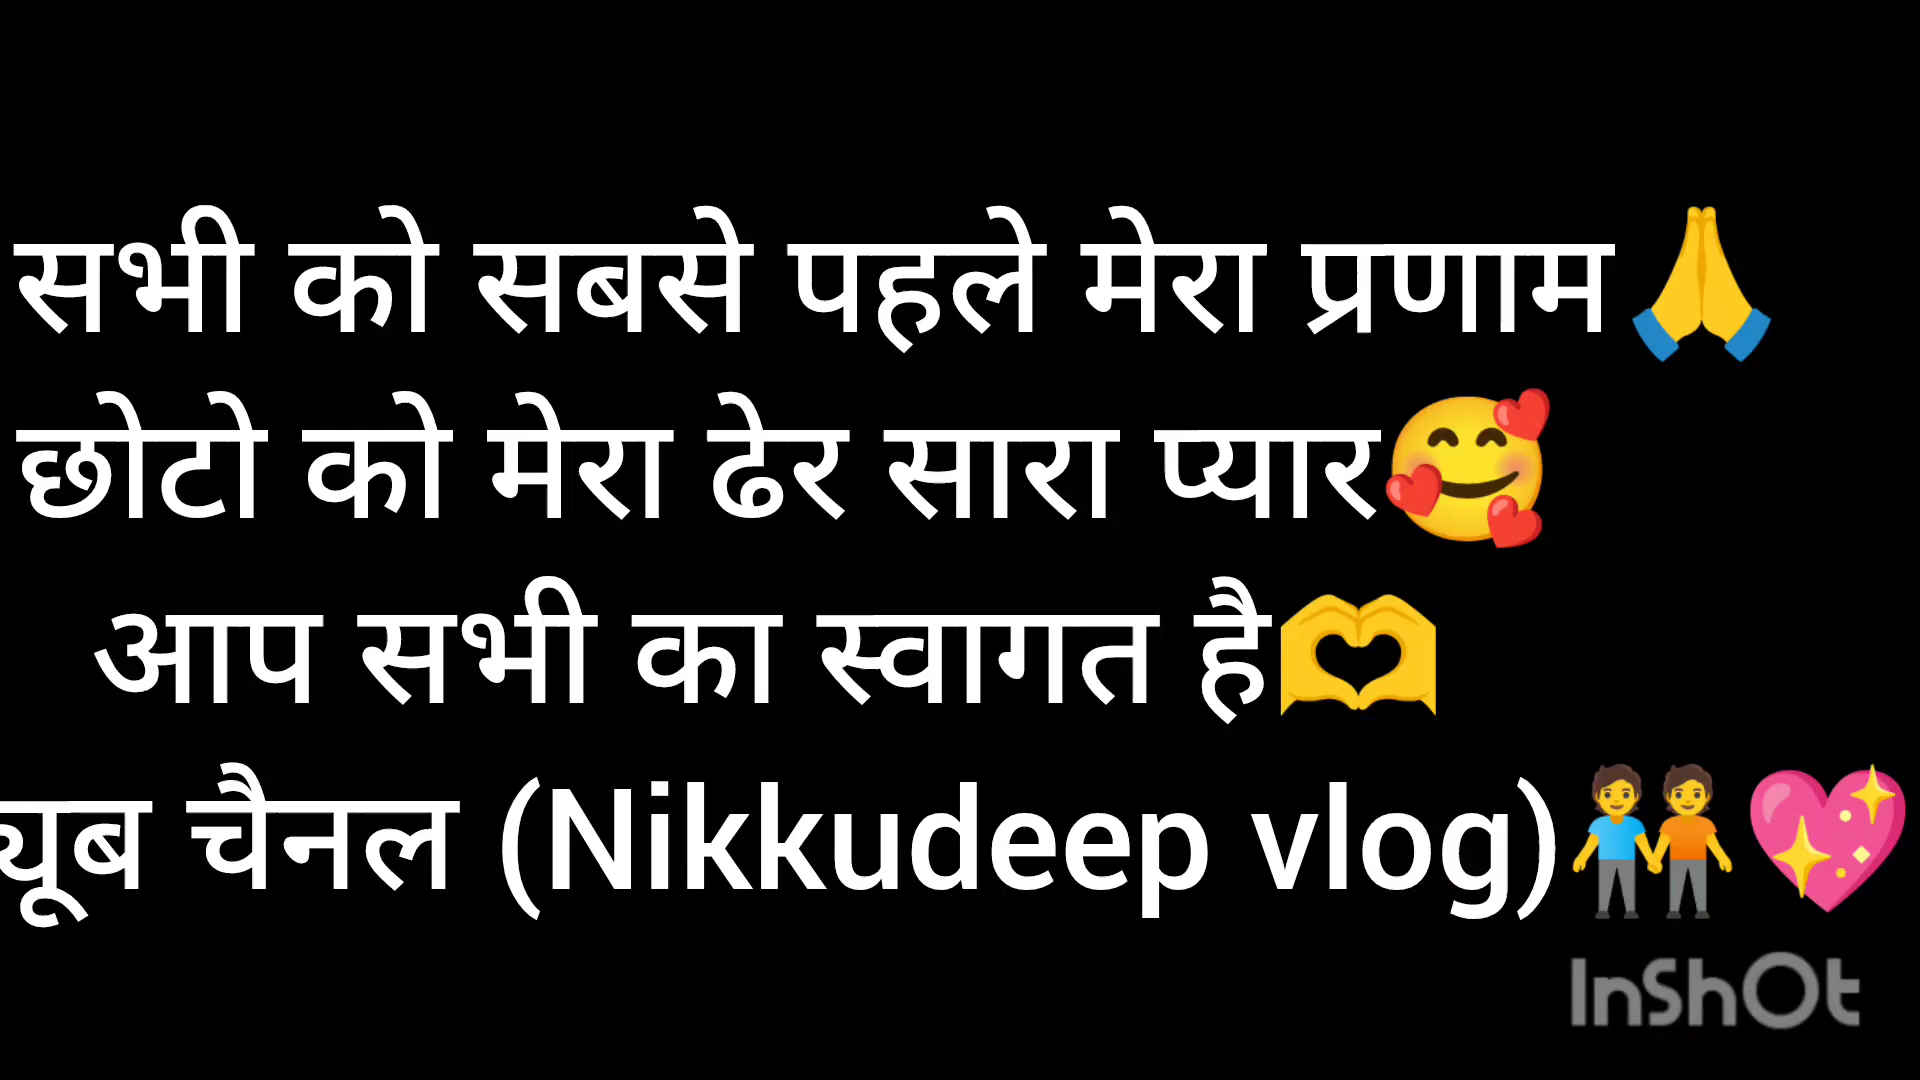 सभी को सबसे पहले मेरा प्रणाम🙏
छोटो को मेरा ढेर सारा प्यार🥰
आप सभी का स्वागत है🫶
चैनल (Nikkudeep vlog)🧑‍🤝‍🧑💖
InShOt